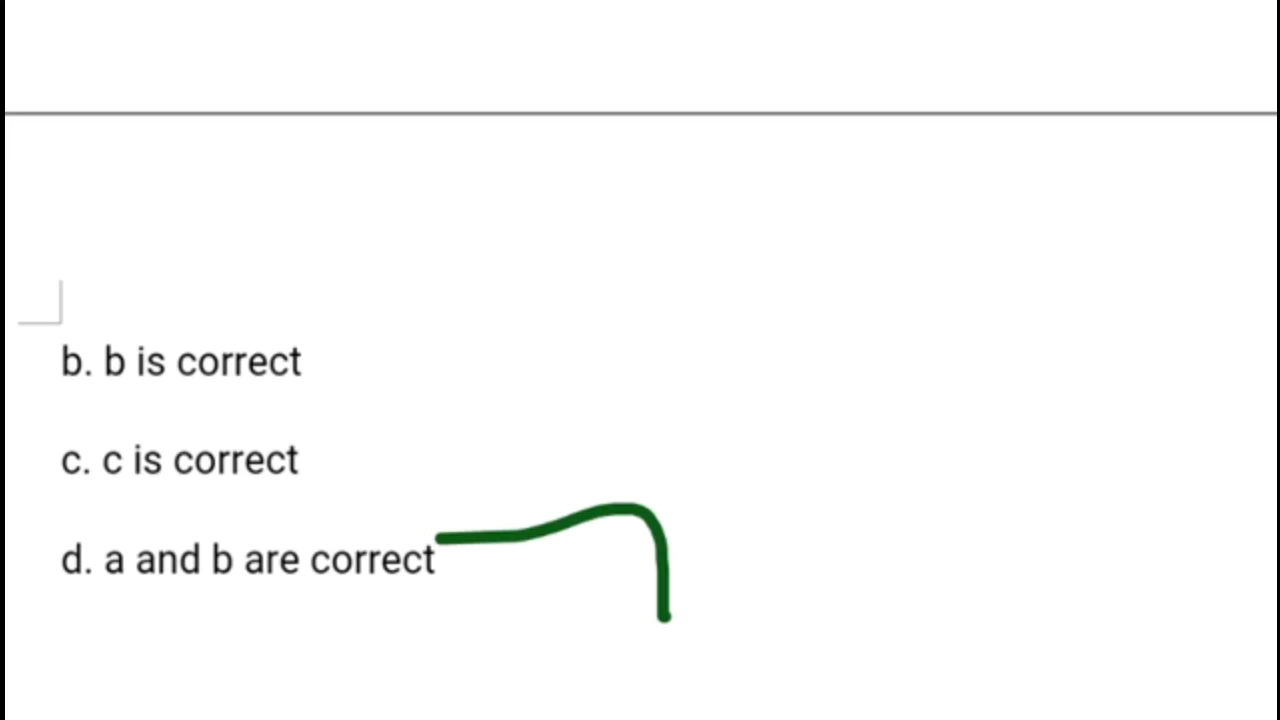 b. b is correct
c. c is correct
d. a and b are correct